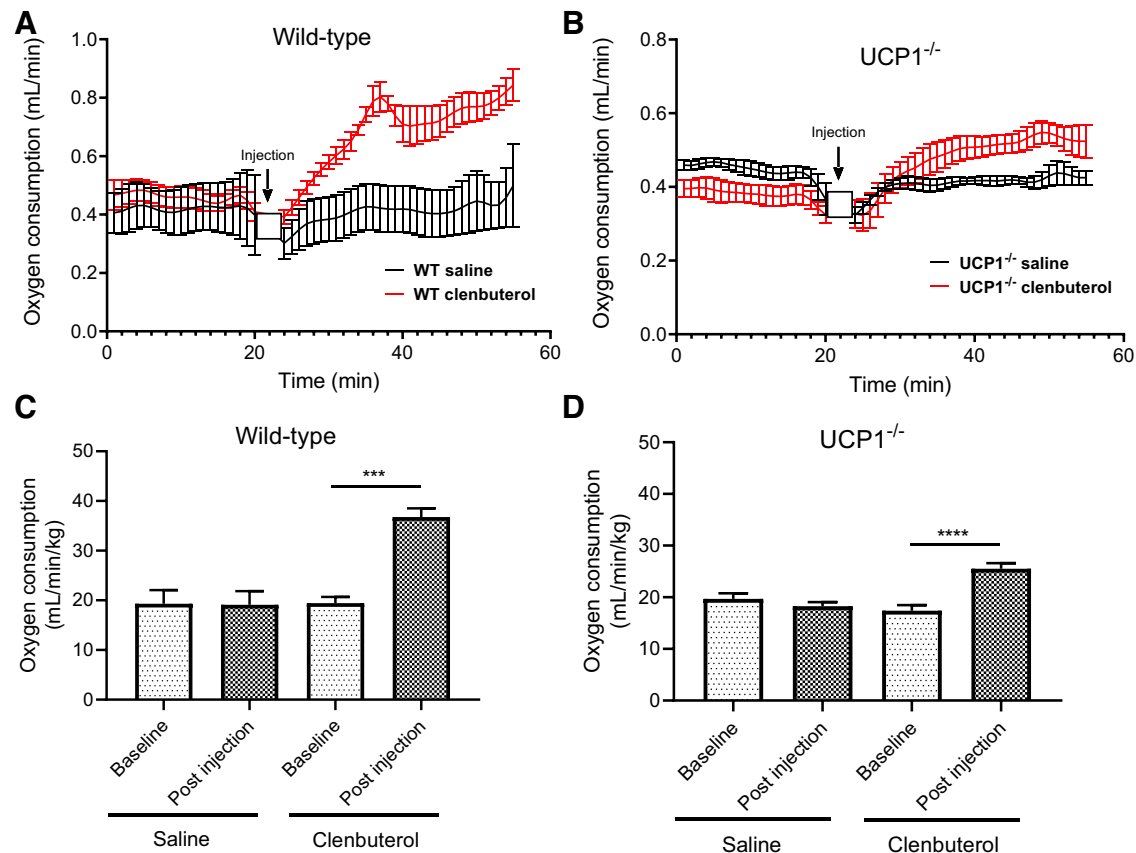 A
Wild-type
Oxygen consumption (mL/min)
1.0
0.8
0.6
0.4
0.2
0.0
Injection
WT saline
WT clenbuterol
0
20
40
60
Time (min)
B
UCP1-/-
Oxygen consumption (mL/min)
0.8
0.6
0.4
0.2
0.0
Injection
UCP1-/- saline
UCP1-/- clenbuterol
0
20
40
60
Time (min)
C
Wild-type
Oxygen consumption
(mL/min/kg)
50
40
30
20
10
0
***
Baseline
Post injection
Baseline
Post injection
Saline
Clenbuterol
D
UCP1-/-
Oxygen consumption
(mL/min/kg)
50
40
30
20
10
0
****
Baseline
Post injection
Baseline
Post injection
Saline
Clenbuterol